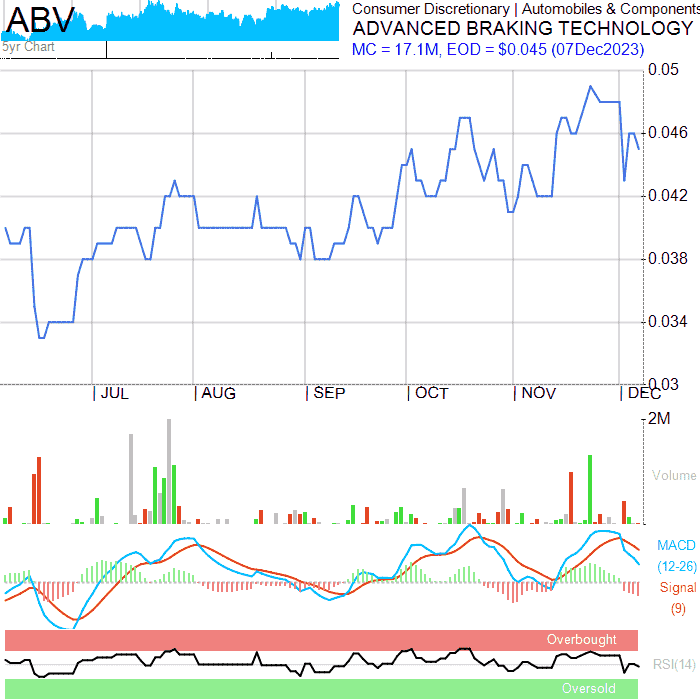 ABV
Consumer Discretionary | Automobiles & Components
ADVANCED BRAKING TECHNOLOGY
5yr Chart
MC = 17.1M, EOD = $0.045 (07Dec2023)
0.05
0.046
0.042
0.038
0.034
0.03
JUL
AUG
SEP
OCT
NOV
DEC
2M
Volume
MACD
(12-26)
Signal
(9)
Overbought
RSI(14)
Oversold